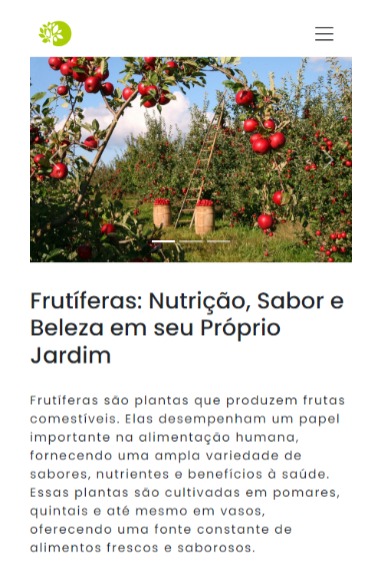 Frutíferas: Nutrição, Sabor e
Beleza em seu Próprio
Jardim
Frutíferas são plantas que produzem frutas
comestíveis. Elas desempenham um papel
importante na alimentação humana,
fornecendo uma ampla variedade de
sabores, nutrientes e benefícios à saúde.
Essas plantas são cultivadas em pomares,
quintais e até mesmo em vasos,
oferecendo uma fonte constante de
alimentos frescos e saborosos.